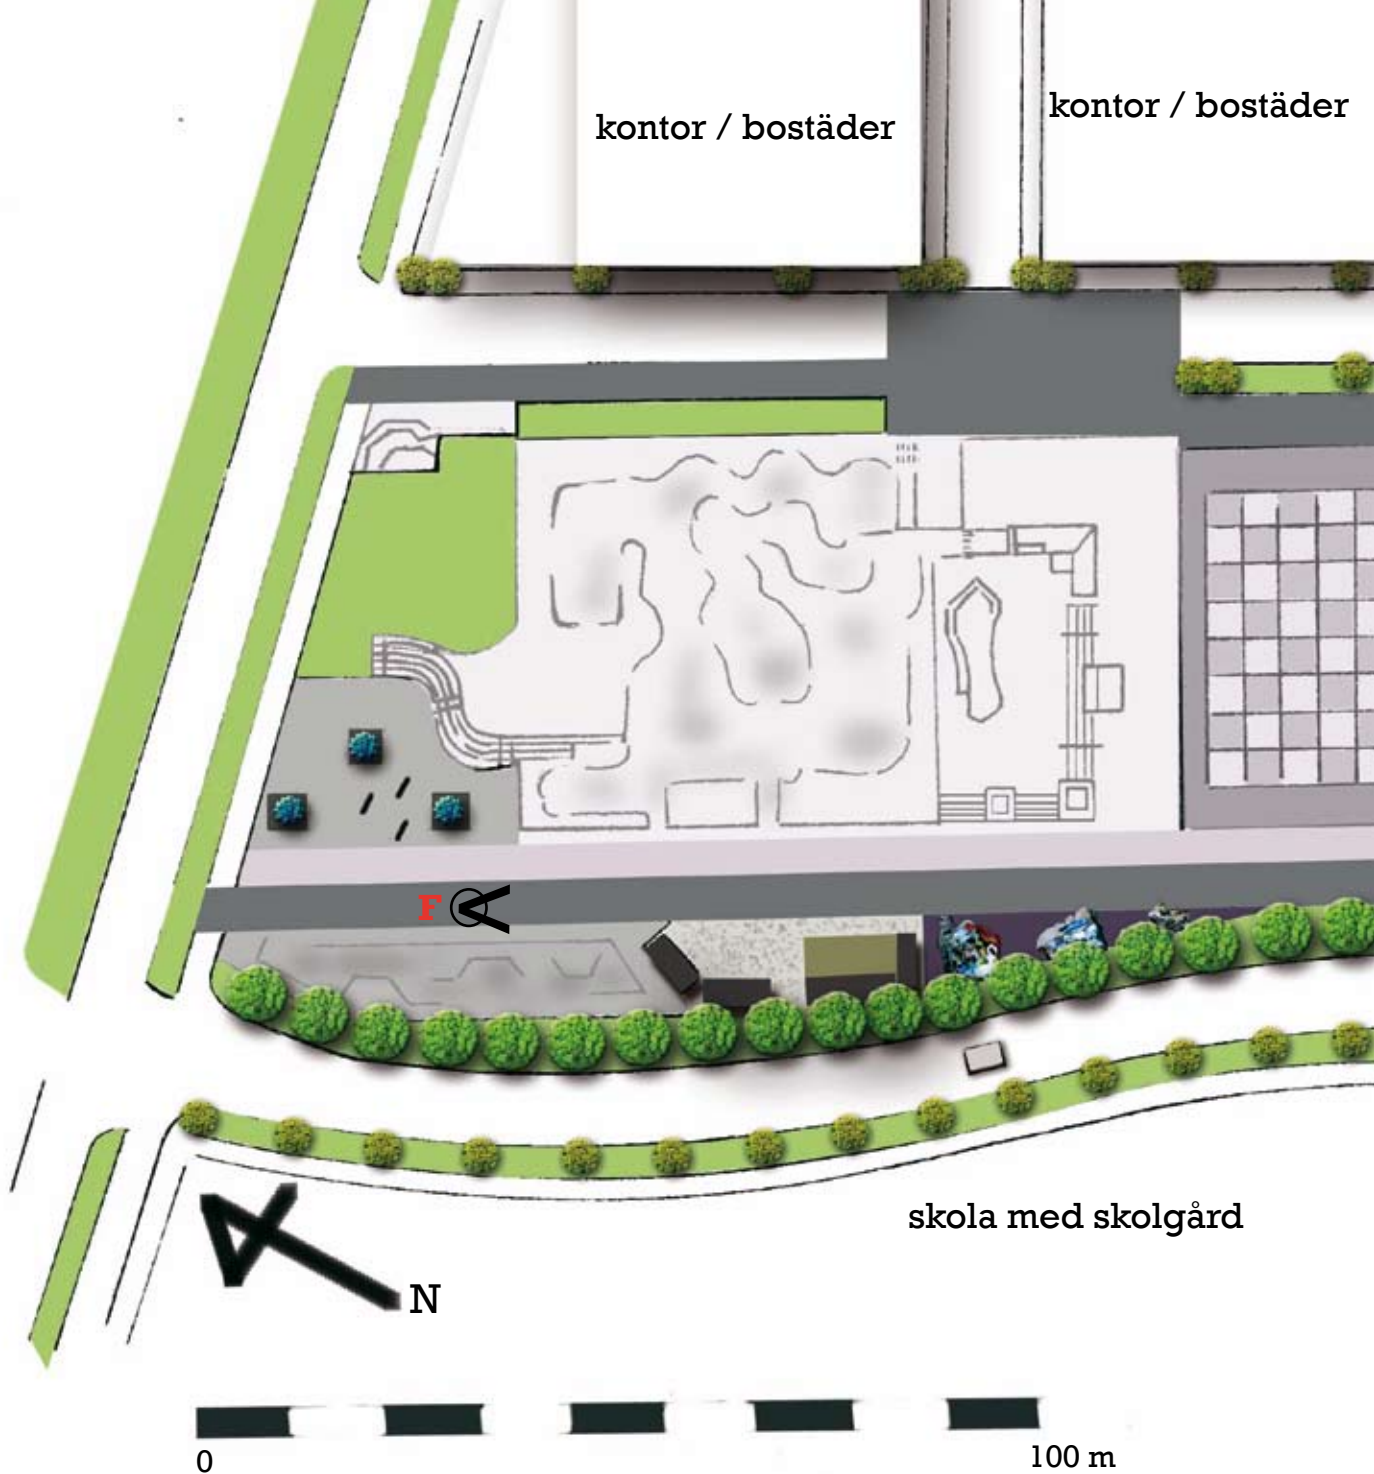 kontor / bostäder
kontor / bostäder
F
skola med skolgård
N
0
100 m